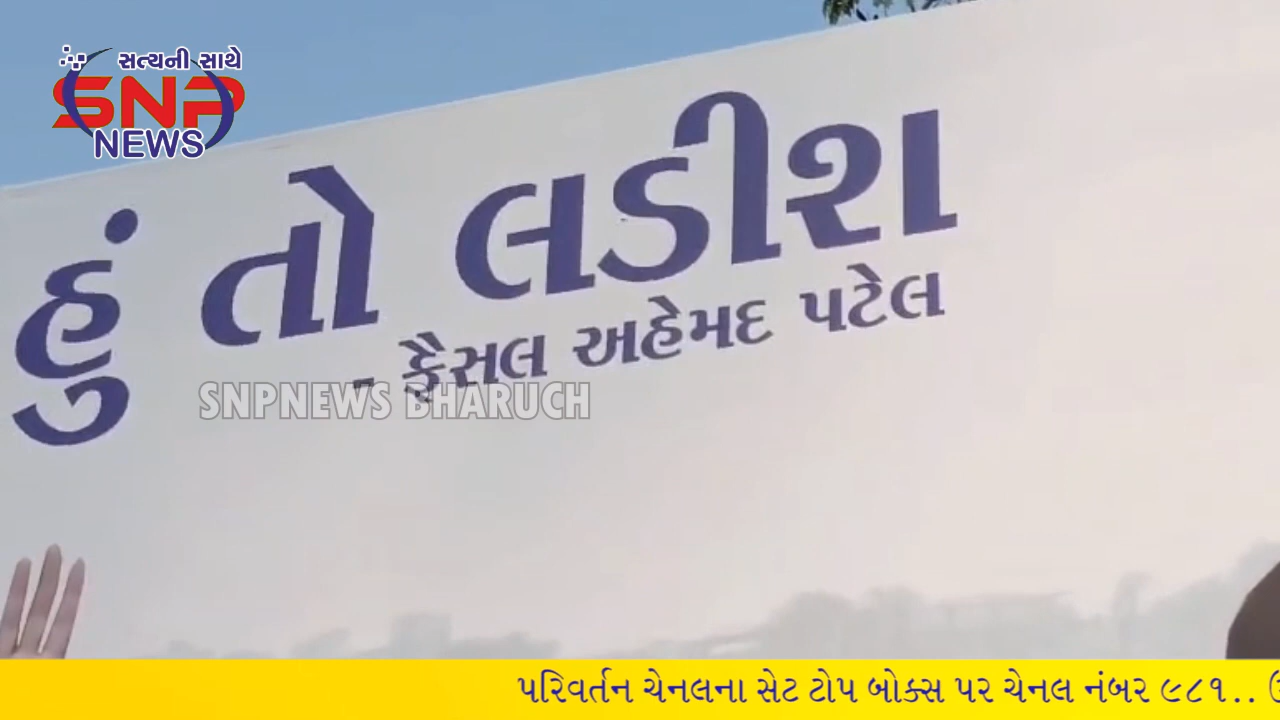 સત્યની સાથે
SNP
NEWS
હું તો લડીશ
- ફૈસલ અહેમદ પટેલ
SNPNEWS BHARUCH
પરિવર્તન ચેનલના સેટ ટોપ બોક્સ પર ચેનલ નંબર ૯૮૧..